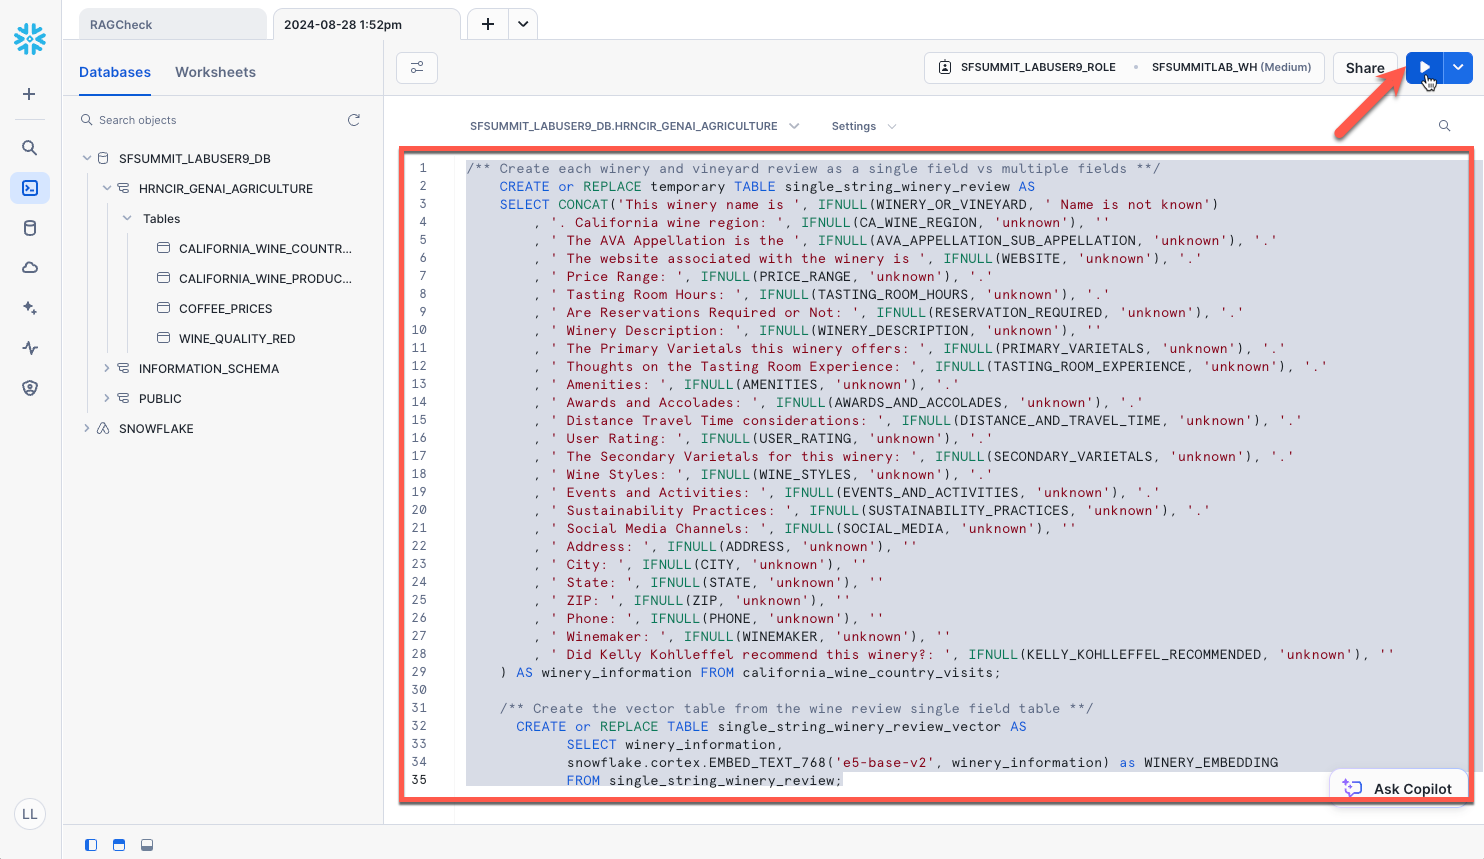 RAGCheck
2024-08-28 1:52pm
Databases
Worksheets
SFSUMMIT_LABUSER9_ROLE
SFSUMMITLAB_WH (Medium)
Share
Search objects
SFSUMMIT_LABUSER9_DB
HRNCIR_GENAI_AGRICULTURE
Tables
CALIFORNIA_WINE_COUNTR...
CALIFORNIA_WINE_PRODUC...
COFFEE_PRICES
WINE_QUALITY_RED
INFORMATION_SCHEMA
PUBLIC
SNOWFLAKE
LL
SFSUMMIT_LABUSER9_DB.HRNCIR_GENAI_AGRICULTURE
Settings
1 /** Create each winery and vineyard review as a single field vs multiple fields **/
2 CREATE or REPLACE temporary TABLE single_string_winery_review AS
3 SELECT CONCAT('This winery name is ', IFNULL(WINERY_OR_VINEYARD, ' Name is not known')
4 , '. California wine region: ', IFNULL(CA_WINE_REGION, 'unknown'), ''
5 , ' The AVA Appellation is the ', IFNULL(AVA_APPELLATION_SUB_APPELLATION, 'unknown'), '.'
6 , ' The website associated with the winery is ', IFNULL(WEBSITE, 'unknown'), '.'
7 , ' Price Range: ', IFNULL(PRICE_RANGE, 'unknown'), '.'
8 , ' Tasting Room Hours: ', IFNULL(TASTING_ROOM_HOURS, 'unknown'), '.'
9 , ' Are Reservations Required or Not: ', IFNULL(RESERVATION_REQUIRED, 'unknown'), '.'
10 , ' Winery Description: ', IFNULL(WINERY_DESCRIPTION, 'unknown'), ''
11 , ' The Primary Varietals this winery offers: ', IFNULL(PRIMARY_VARIETALS, 'unknown'), '.'
12 , ' Thoughts on the Tasting Room Experience: ', IFNULL(TASTING_ROOM_EXPERIENCE, 'unknown'), '.'
13 , ' Amenities: ', IFNULL(AMENITIES, 'unknown'), '.'
14 , ' Awards and Accolades: ', IFNULL(AWARDS_AND_ACCOLADES, 'unknown'), '.'
15 , ' Distance Travel Time considerations: ', IFNULL(DISTANCE_AND_TRAVEL_TIME, 'unknown'), '.'
16 , ' User Rating: ', IFNULL(USER_RATING, 'unknown'), '.'
17 , ' The Secondary Varietals for this winery: ', IFNULL(SECONDARY_VARIETALS, 'unknown'), '.'
18 , ' Wine Styles: ', IFNULL(WINE_STYLES, 'unknown'), '.'
19 , ' Events and Activities: ', IFNULL(EVENTS_AND_ACTIVITIES, 'unknown'), '.'
20 , ' Sustainability Practices: ', IFNULL(SUSTAINABILITY_PRACTICES, 'unknown'), '.'
21 , ' Social Media Channels: ', IFNULL(SOCIAL_MEDIA, 'unknown'), ''
22 , ' Address: ', IFNULL(ADDRESS, 'unknown'), ''
23 , ' City: ', IFNULL(CITY, 'unknown'), ''
24 , ' State: ', IFNULL(STATE, 'unknown'), ''
25 , ' ZIP: ', IFNULL(ZIP, 'unknown'), ''
26 , ' Phone: ', IFNULL(PHONE, 'unknown'), ''
27 , ' Winemaker: ', IFNULL(WINEMAKER, 'unknown'), ''
28 , ' Did Kelly Kohlleffel recommend this winery?: ', IFNULL(KELLY_KOHLLEFFEL_RECOMMENDED, 'unknown'), ''
29 ) AS winery_information FROM california_wine_country_visits;
30
31 /** Create the vector table from the wine review single field table **/
32 CREATE or REPLACE TABLE single_string_winery_review_vector AS
33 SELECT winery_information,
34 snowflake.cortex.EMBED_TEXT_768('e5-base-v2', winery_information) as WINERY_EMBEDDING
35 FROM single_string_winery_review;
Ask Copilot